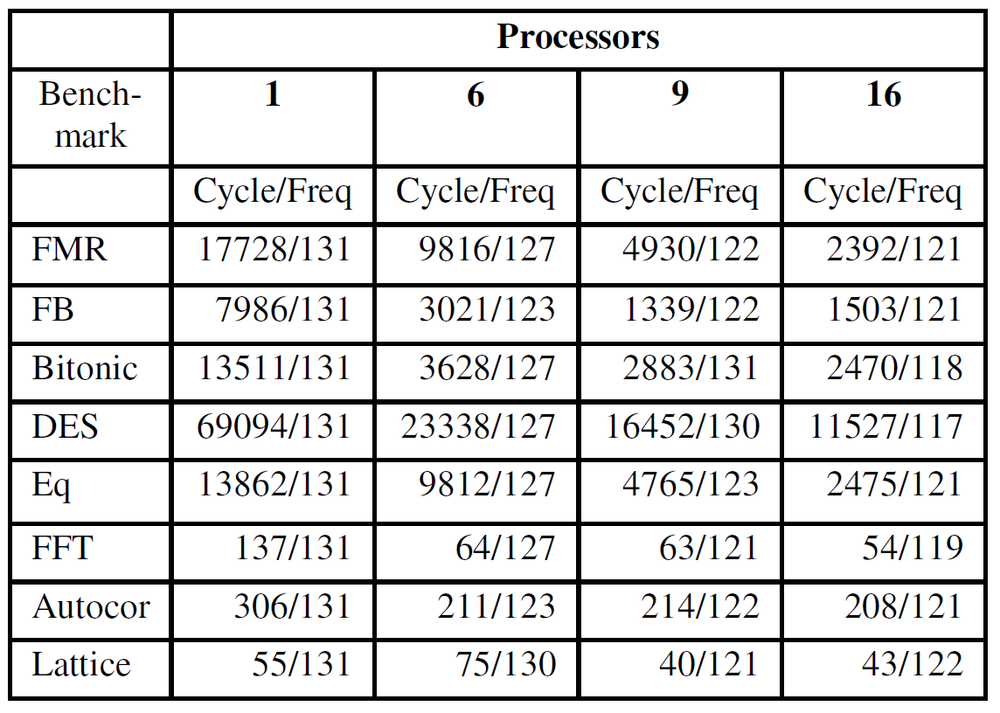 Processors
Bench-
mark 1 6 9 16
Cycle/Freq Cycle/Freq Cycle/Freq Cycle/Freq
FMR 17728/131 9816/127 4930/122 2392/121
FB 7986/131 3021/123 1339/122 1503/121
Bitonic 13511/131 3628/127 2883/131 2470/118
DES 69094/131 23338/127 16452/130 11527/117
Eq 13862/131 9812/127 4765/123 2475/121
FFT 137/131 64/127 63/121 54/119
Autocor 306/131 211/123 214/122 208/121
Lattice 55/131 75/130 40/121 43/122